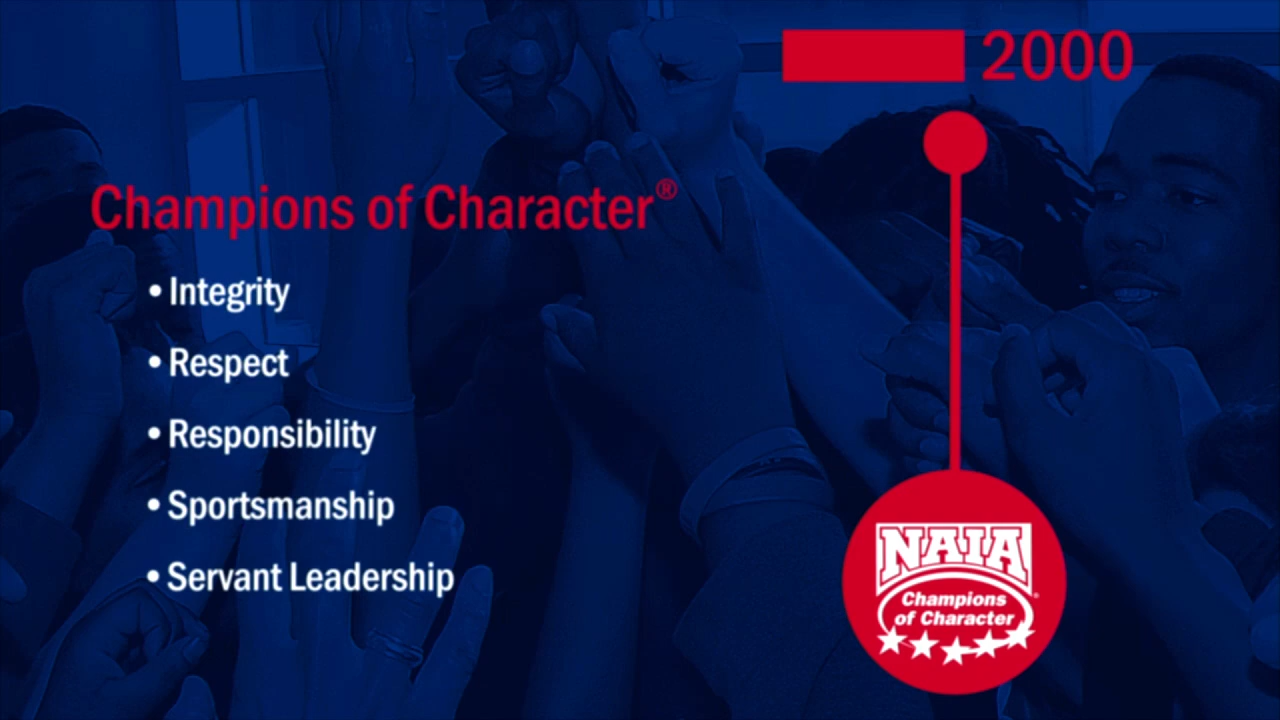 2000
Champions of Character®
• Integrity
• Respect
• Responsibility
• Sportsmanship
• Servant Leadership
NAIA
Champions
of Character®